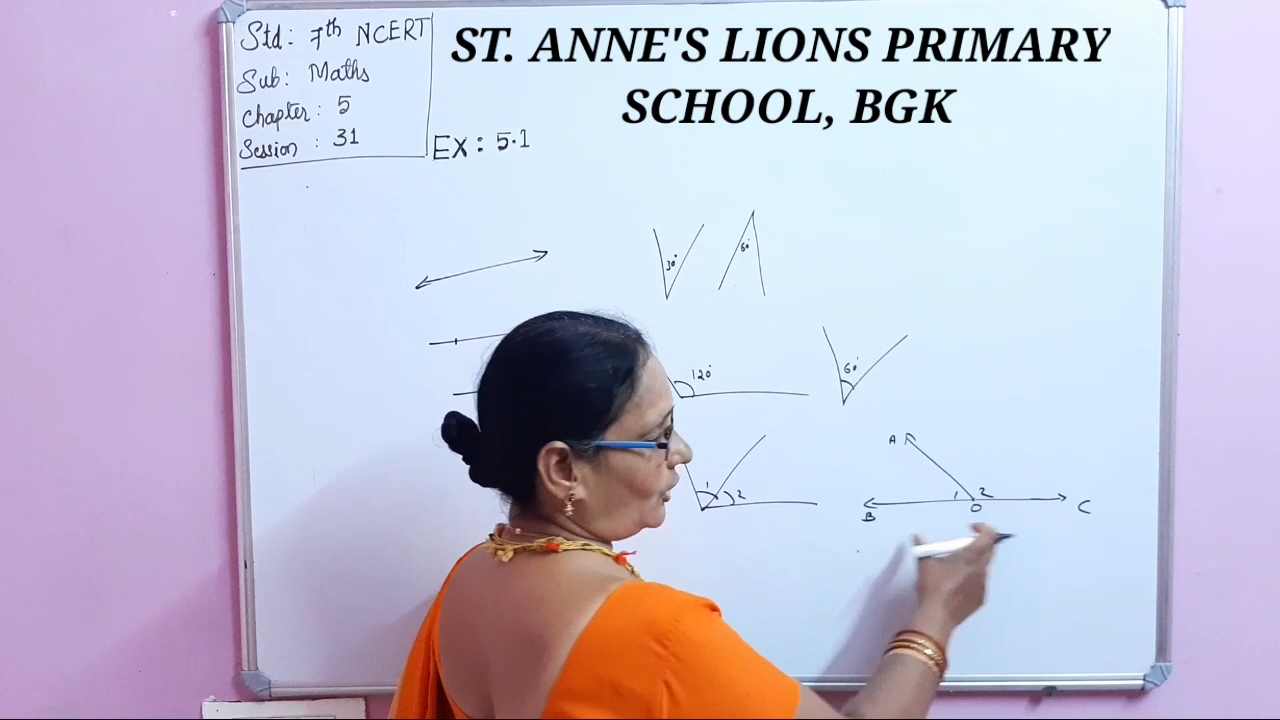 Std: 7th NCERT
Sub: Maths
Chapter: 5
Session: 31
ST. ANNE'S LIONS PRIMARY
SCHOOL, BGK
Ex: 5.1
30° 60°
120° 60°
A
1 2
1 2
B O C